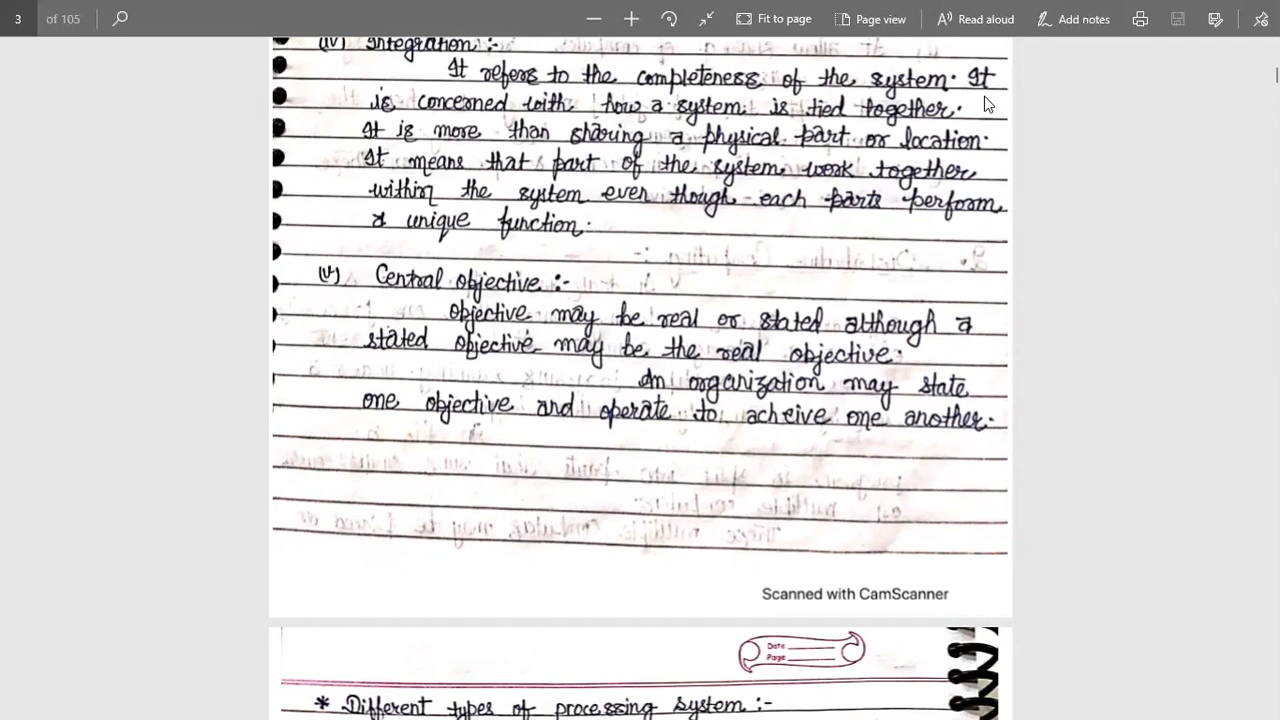 3 of 105 Fit to page Page view Read aloud Add notes
(iv) Integration :-
It refers to the completeness of the system. It
is concerned with how a system is tied together.
It is more than sharing a physical part or location.
It means that part of the system work together
within the system even though each parts perform
a unique function.
(v) Central objective :-
objective may be real or stated although a
stated objective may be the real objective.
An organization may state
one objective and operate to acheive one another.
Scanned with CamScanner
Date
Page
* Different types of processing system :-